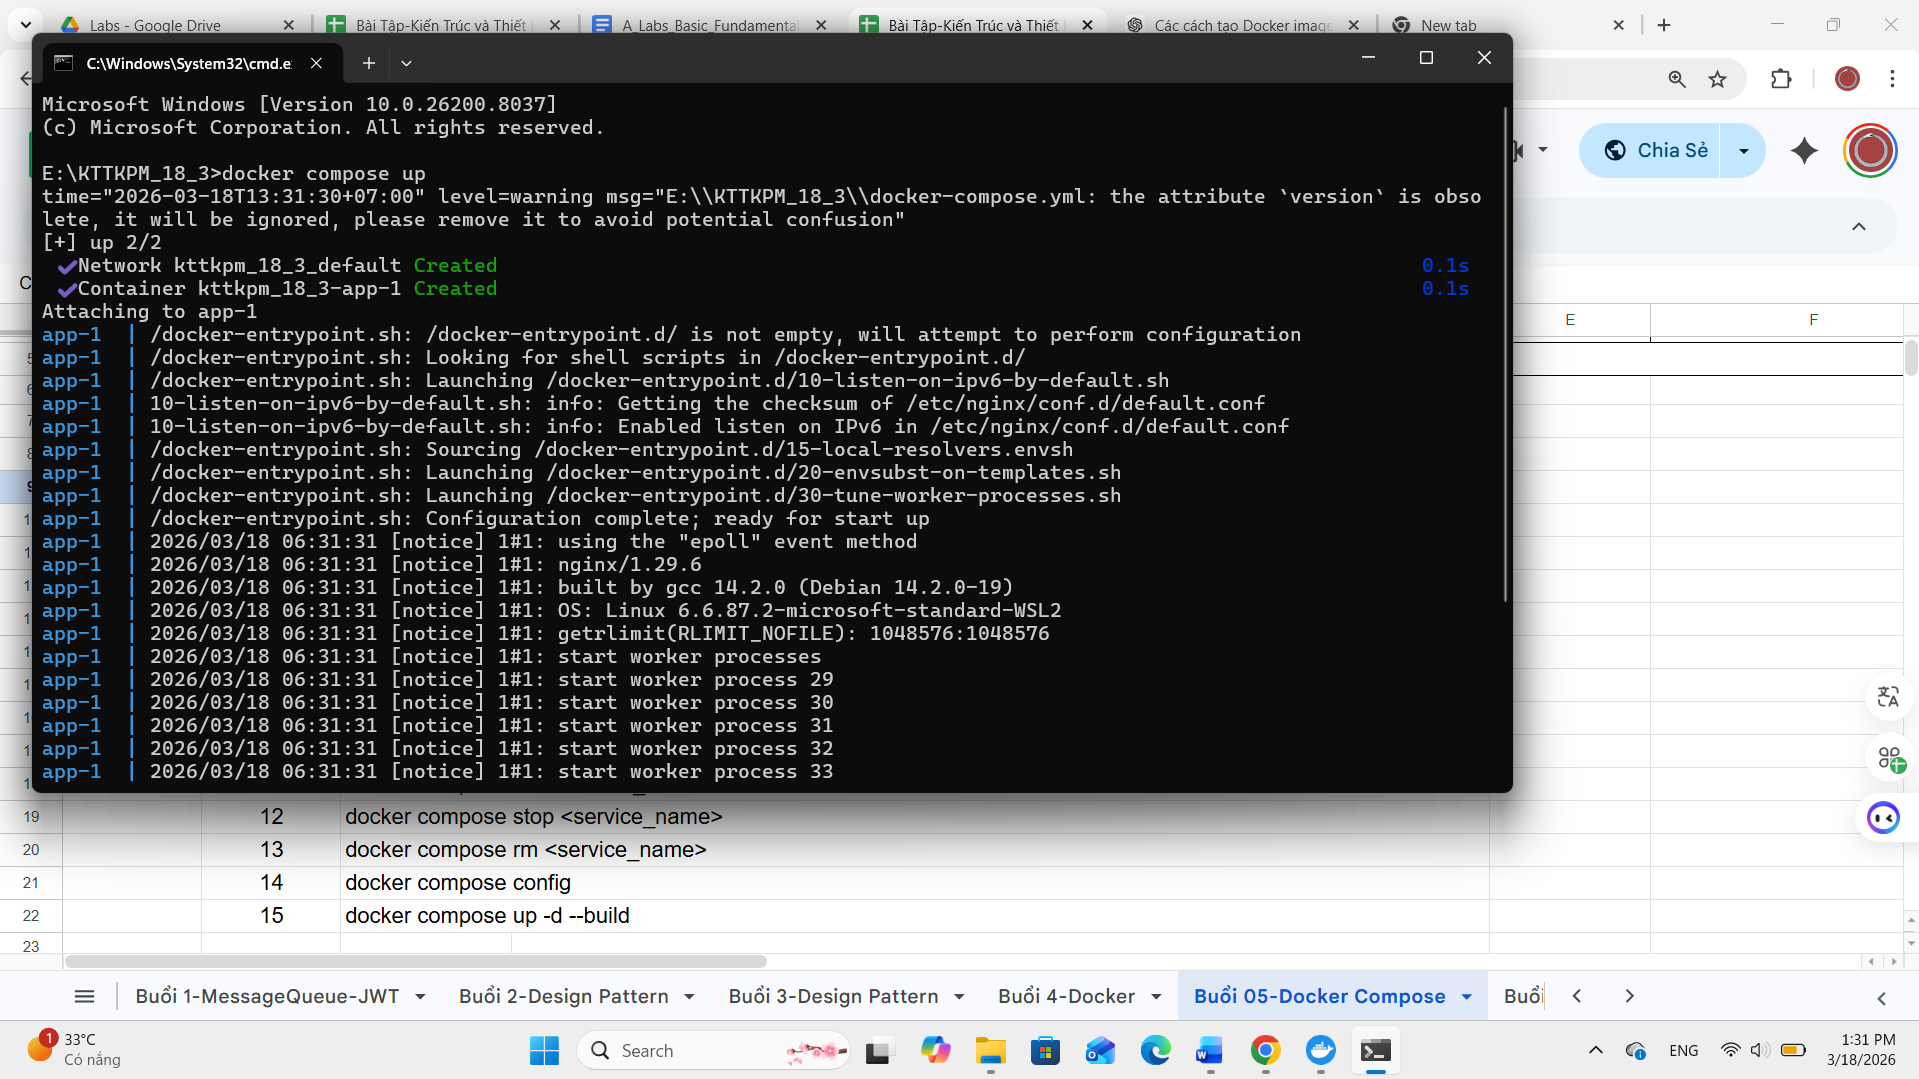 Labs - Google Drive
Bài Tập-Kiến Trúc và Thiết
A_Labs_Basic_Fundamenta
Bài Tập-Kiến Trúc và Thiết
Các cách tạo Docker image
New tab
C:\Windows\System32\cmd.e
Microsoft Windows [Version 10.0.26200.8037]
(c) Microsoft Corporation. All rights reserved.
E:\KTTKPM_18_3>docker compose up
time="2026-03-18T13:31:30+07:00" level=warning msg="E:\\KTTKPM_18_3\\docker-compose.yml: the attribute `version` is obso
lete, it will be ignored, please remove it to avoid potential confusion"
[+] up 2/2
✔Network kttkpm_18_3_default Created 0.1s
✔Container kttkpm_18_3-app-1 Created 0.1s
Attaching to app-1
app-1 | /docker-entrypoint.sh: /docker-entrypoint.d/ is not empty, will attempt to perform configuration
app-1 | /docker-entrypoint.sh: Looking for shell scripts in /docker-entrypoint.d/
app-1 | /docker-entrypoint.sh: Launching /docker-entrypoint.d/10-listen-on-ipv6-by-default.sh
app-1 | 10-listen-on-ipv6-by-default.sh: info: Getting the checksum of /etc/nginx/conf.d/default.conf
app-1 | 10-listen-on-ipv6-by-default.sh: info: Enabled listen on IPv6 in /etc/nginx/conf.d/default.conf
app-1 | /docker-entrypoint.sh: Sourcing /docker-entrypoint.d/15-local-resolvers.envsh
app-1 | /docker-entrypoint.sh: Launching /docker-entrypoint.d/20-envsubst-on-templates.sh
app-1 | /docker-entrypoint.sh: Launching /docker-entrypoint.d/30-tune-worker-processes.sh
app-1 | /docker-entrypoint.sh: Configuration complete; ready for start up
app-1 | 2026/03/18 06:31:31 [notice] 1#1: using the "epoll" event method
app-1 | 2026/03/18 06:31:31 [notice] 1#1: nginx/1.29.6
app-1 | 2026/03/18 06:31:31 [notice] 1#1: built by gcc 14.2.0 (Debian 14.2.0-19)
app-1 | 2026/03/18 06:31:31 [notice] 1#1: OS: Linux 6.6.87.2-microsoft-standard-WSL2
app-1 | 2026/03/18 06:31:31 [notice] 1#1: getrlimit(RLIMIT_NOFILE): 1048576:1048576
app-1 | 2026/03/18 06:31:31 [notice] 1#1: start worker processes
app-1 | 2026/03/18 06:31:31 [notice] 1#1: start worker process 29
app-1 | 2026/03/18 06:31:31 [notice] 1#1: start worker process 30
app-1 | 2026/03/18 06:31:31 [notice] 1#1: start worker process 31
app-1 | 2026/03/18 06:31:31 [notice] 1#1: start worker process 32
app-1 | 2026/03/18 06:31:31 [notice] 1#1: start worker process 33
Chia Sẻ
E F
19 12 docker compose stop <service_name>
20 13 docker compose rm <service_name>
21 14 docker compose config
22 15 docker compose up -d --build
23
Buổi 1-MessageQueue-JWT
Buổi 2-Design Pattern
Buổi 3-Design Pattern
Buổi 4-Docker
Buổi 05-Docker Compose
Buổi
1
33°C
Có nắng
Search
ENG
1:31 PM
3/18/2026